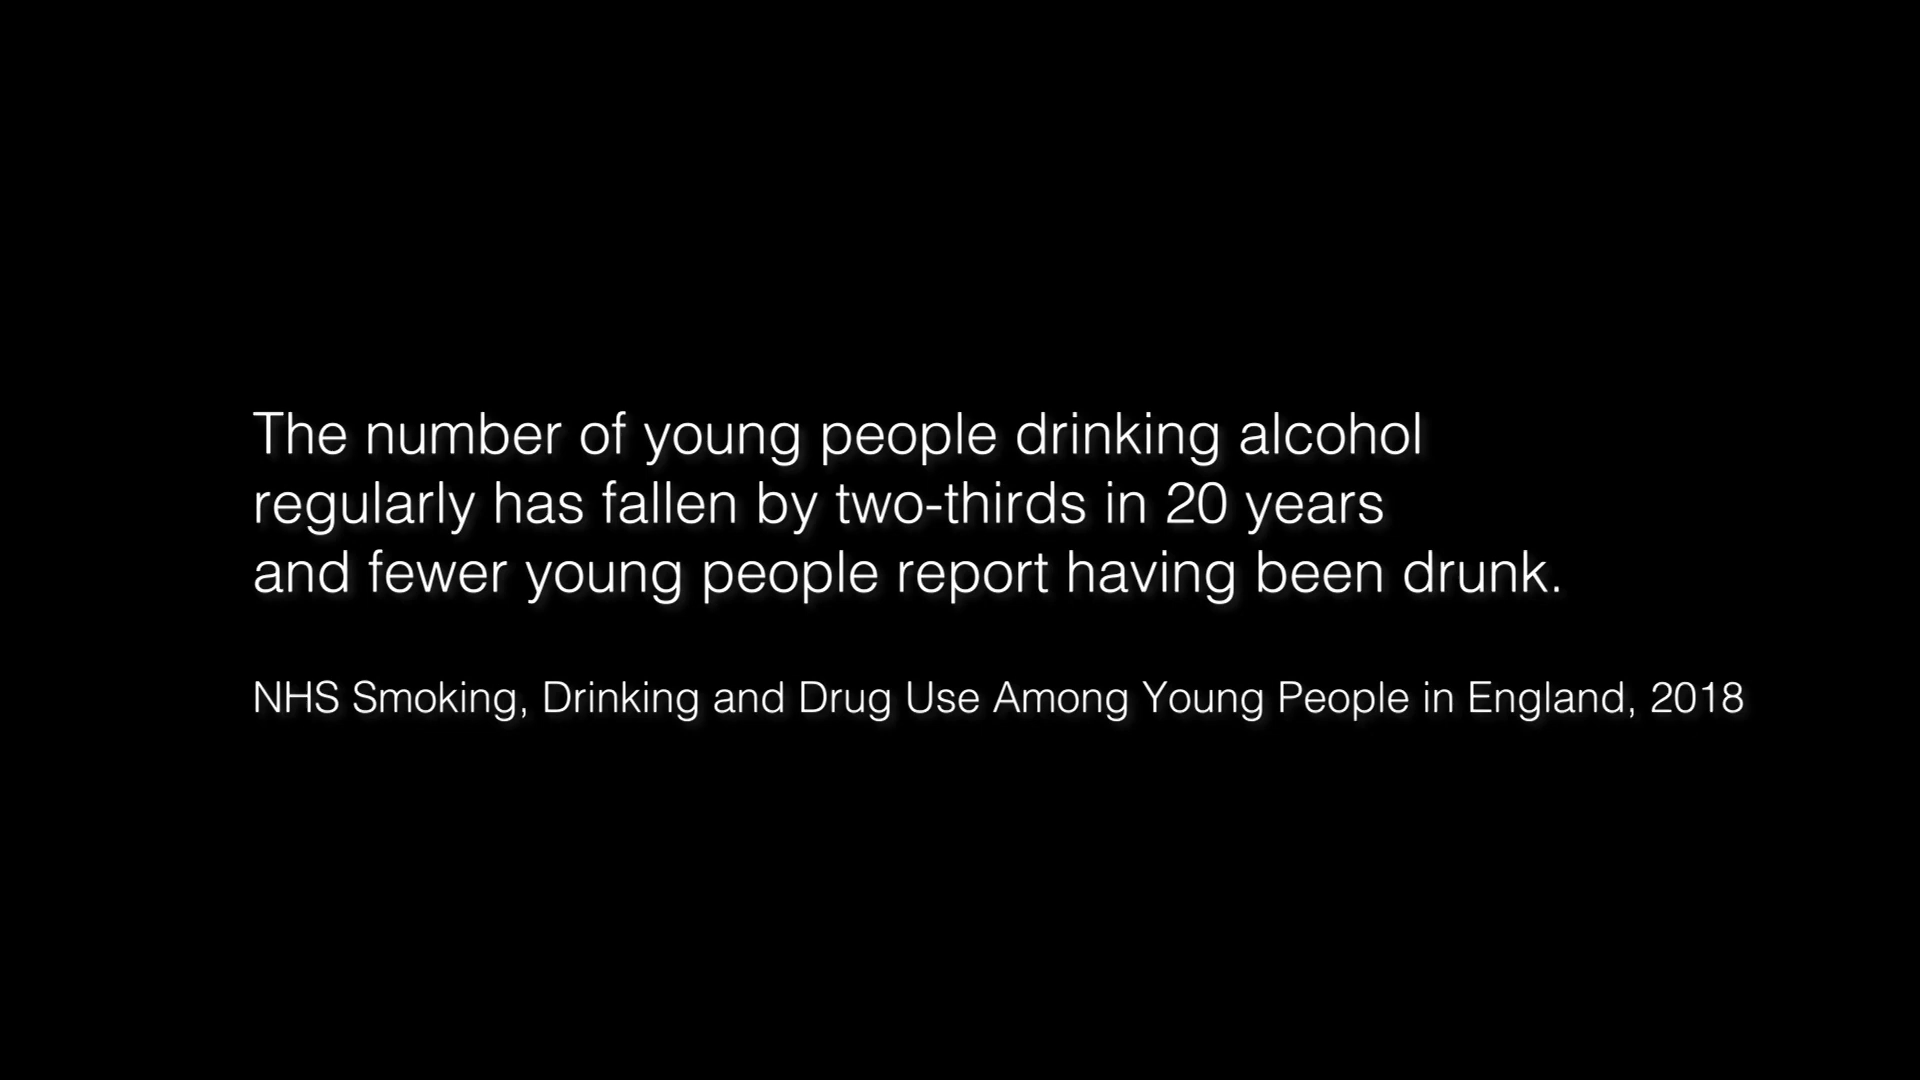 The number of young people drinking alcohol
regularly has fallen by two-thirds in 20 years
and fewer young people report having been drunk.
NHS Smoking, Drinking and Drug Use Among Young People in England, 2018